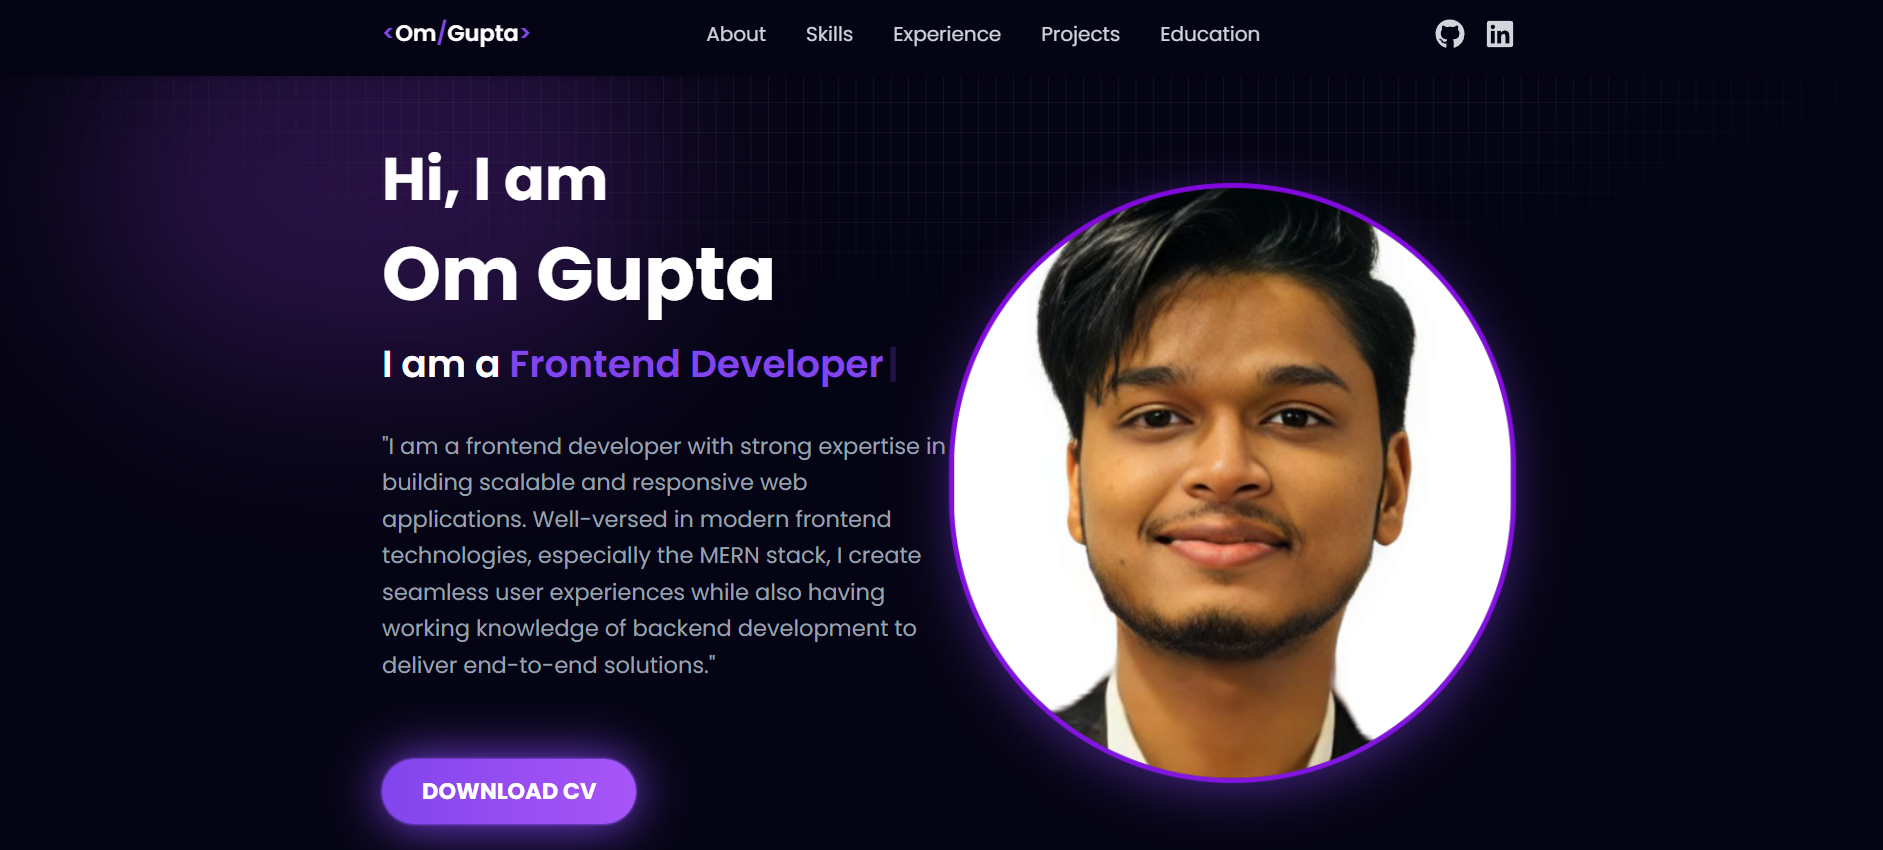 <Om/Gupta>
About Skills Experience Projects Education
Hi, I am
Om Gupta
I am a Frontend Developer|
"I am a frontend developer with strong expertise in
building scalable and responsive web
applications. Well-versed in modern frontend
technologies, especially the MERN stack, I create
seamless user experiences while also having
working knowledge of backend development to
deliver end-to-end solutions."
DOWNLOAD CV